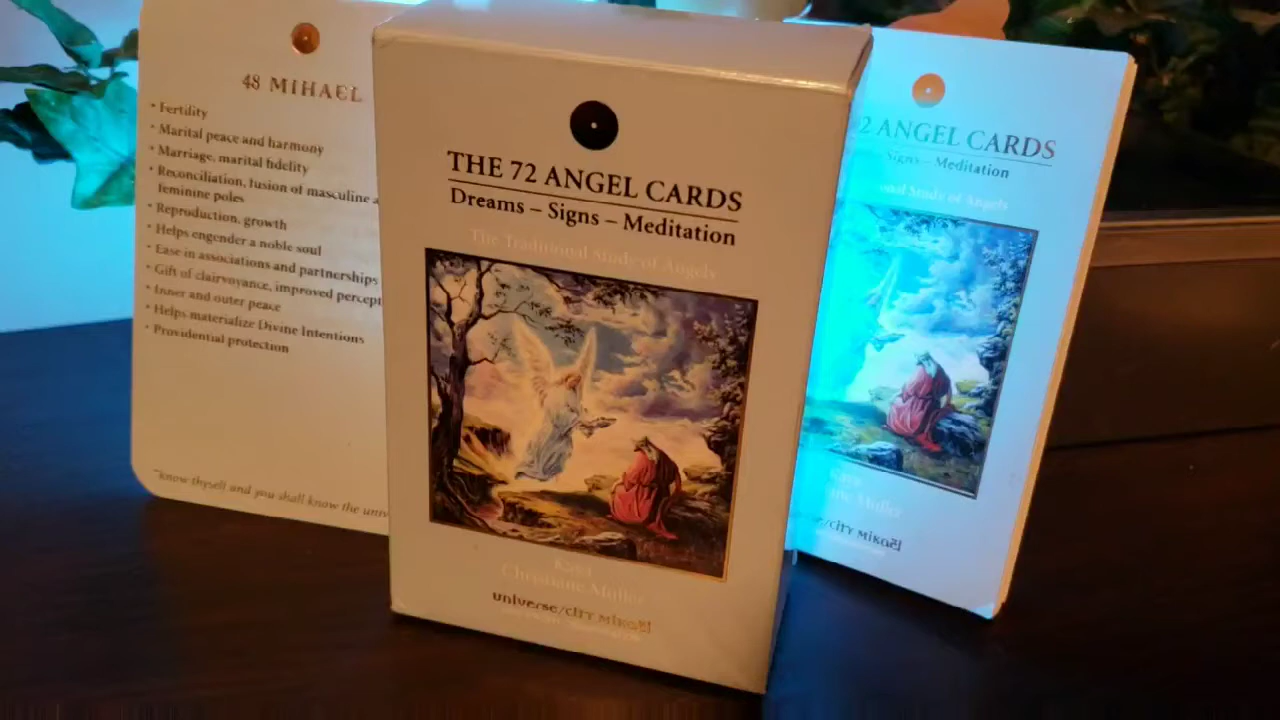 48 MIHAEL
• Fertility
• Marital peace and harmony
• Marriage, marital fidelity
• Reconciliation, fusion of masculine a
feminine poles
• Reproduction, growth
• Helps engender a noble soul
• Ease in associations and partnerships
• Gift of clairvoyance, improved percept
• Inner and outer peace
• Helps materialize Divine Intentions
• Providential protection
"know thyself and you shall know the univ
THE 72 ANGEL CARDS
Dreams – Signs – Meditation
The Traditional Study of Angels
Kaya
Christiane Muller
universe/city mikaël
2 ANGEL CARDS
Signs – Meditation
onal Study of Angels
Kaya
ne Muller
/city mikaël